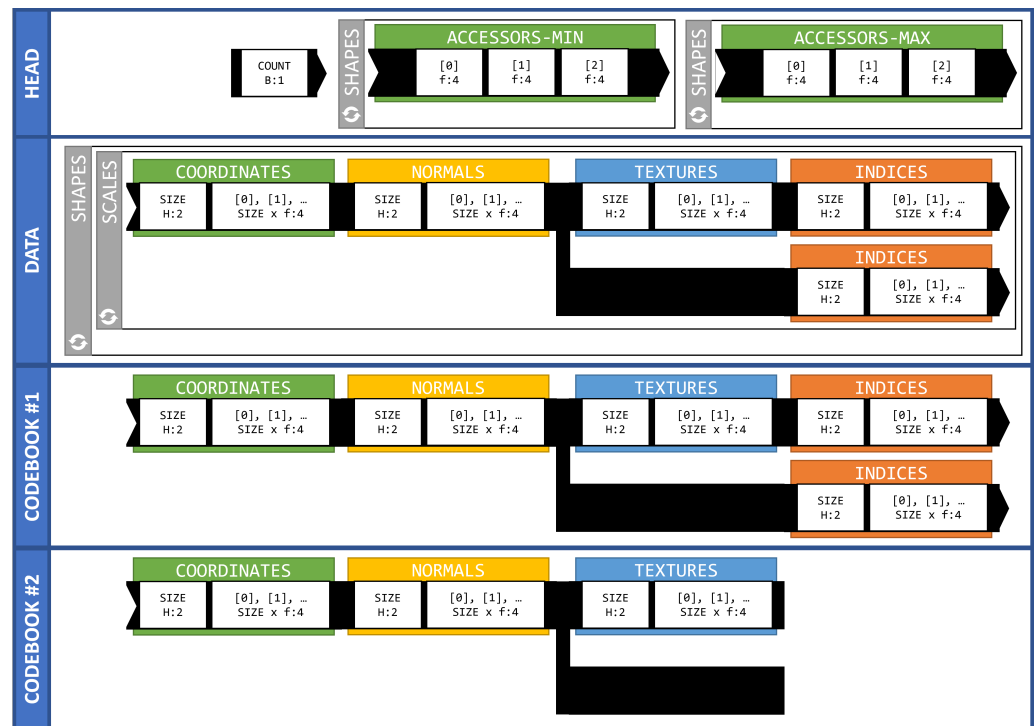 HEAD
COUNT
B:1
SHAPES
ACCESSORS-MIN
[0]
f:4
[1]
f:4
[2]
f:4
SHAPES
ACCESSORS-MAX
[0]
f:4
[1]
f:4
[2]
f:4
DATA
SHAPES
SCALES
COORDINATES
SIZE
H:2
[0], [1], …
SIZE x f:4
NORMALS
SIZE
H:2
[0], [1], …
SIZE x f:4
TEXTURES
SIZE
H:2
[0], [1], …
SIZE x f:4
INDICES
SIZE
H:2
[0], [1], …
SIZE x f:4
INDICES
SIZE
H:2
[0], [1], …
SIZE x f:4
CODEBOOK #1
COORDINATES
SIZE
H:2
[0], [1], …
SIZE x f:4
NORMALS
SIZE
H:2
[0], [1], …
SIZE x f:4
TEXTURES
SIZE
H:2
[0], [1], …
SIZE x f:4
INDICES
SIZE
H:2
[0], [1], …
SIZE x f:4
INDICES
SIZE
H:2
[0], [1], …
SIZE x f:4
CODEBOOK #2
COORDINATES
SIZE
H:2
[0], [1], …
SIZE x f:4
NORMALS
SIZE
H:2
[0], [1], …
SIZE x f:4
TEXTURES
SIZE
H:2
[0], [1], …
SIZE x f:4